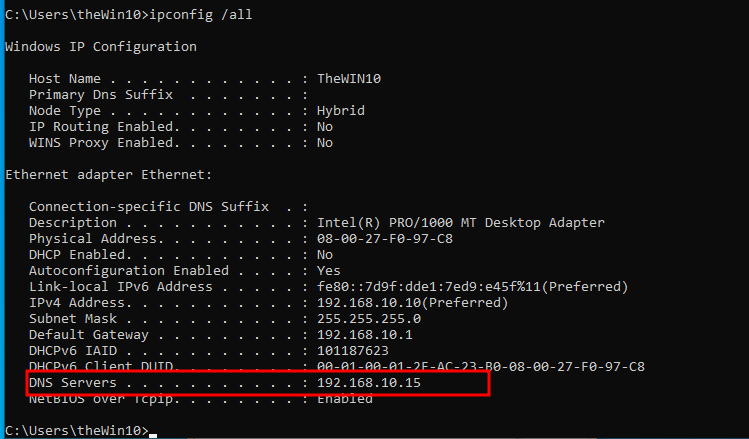 C:\Users\theWin10>ipconfig /all
Windows IP Configuration
Host Name . . . . . . . . . . . . : TheWIN10
Primary Dns Suffix  . . . . . . . :
Node Type . . . . . . . . . . . . : Hybrid
IP Routing Enabled. . . . . . . . : No
WINS Proxy Enabled. . . . . . . . : No
Ethernet adapter Ethernet:
Connection-specific DNS Suffix  . :
Description . . . . . . . . . . . : Intel(R) PRO/1000 MT Desktop Adapter
Physical Address. . . . . . . . . : 08-00-27-F0-97-C8
DHCP Enabled. . . . . . . . . . . : No
Autoconfiguration Enabled . . . . : Yes
Link-local IPv6 Address . . . . . : fe80::7d9f:dde1:7ed9:e45f%11(Preferred)
IPv4 Address. . . . . . . . . . . : 192.168.10.10(Preferred)
Subnet Mask . . . . . . . . . . . : 255.255.255.0
Default Gateway . . . . . . . . . : 192.168.10.1
DHCPv6 IAID . . . . . . . . . . . : 101187623
DHCPv6 Client DUID. . . . . . . . : 00-01-00-01-2F-AC-23-B0-08-00-27-F0-97-C8
DNS Servers . . . . . . . . . . . : 192.168.10.15
NetBIOS over Tcpip. . . . . . . . : Enabled
C:\Users\theWin10>